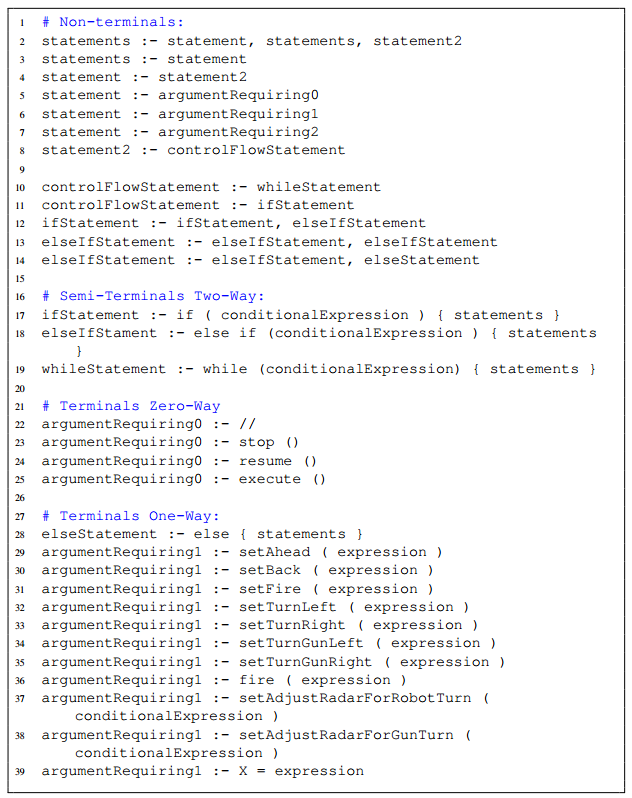 1 # Non-terminals:
2 statements :- statement, statements, statement2
3 statements :- statement
4 statement :- statement2
5 statement :- argumentRequiring0
6 statement :- argumentRequiring1
7 statement :- argumentRequiring2
8 statement2 :- controlFlowStatement
9
10 controlFlowStatement :- whileStatement
11 controlFlowStatement :- ifStatement
12 ifStatement :- ifStatement, elseIfStatement
13 elseIfStatement :- elseIfStatement, elseIfStatement
14 elseIfStatement :- elseIfStatement, elseStatement
15
16 # Semi-Terminals Two-Way:
17 ifStatement :- if ( conditionalExpression ) { statements }
18 elseIfStament :- else if (conditionalExpression ) { statements
}
19 whileStatement :- while (conditionalExpression) { statements }
20
21 # Terminals Zero-Way
22 argumentRequiring0 :- //
23 argumentRequiring0 :- stop ()
24 argumentRequiring0 :- resume ()
25 argumentRequiring0 :- execute ()
26
27 # Terminals One-Way:
28 elseStatement :- else { statements }
29 argumentRequiring1 :- setAhead ( expression )
30 argumentRequiring1 :- setBack ( expression )
31 argumentRequiring1 :- setFire ( expression )
32 argumentRequiring1 :- setTurnLeft ( expression )
33 argumentRequiring1 :- setTurnRight ( expression )
34 argumentRequiring1 :- setTurnGunLeft ( expression )
35 argumentRequiring1 :- setTurnGunRight ( expression )
36 argumentRequiring1 :- fire ( expression )
37 argumentRequiring1 :- setAdjustRadarForRobotTurn (
conditionalExpression )
38 argumentRequiring1 :- setAdjustRadarForGunTurn (
conditionalExpression )
39 argumentRequiring1 :- X = expression